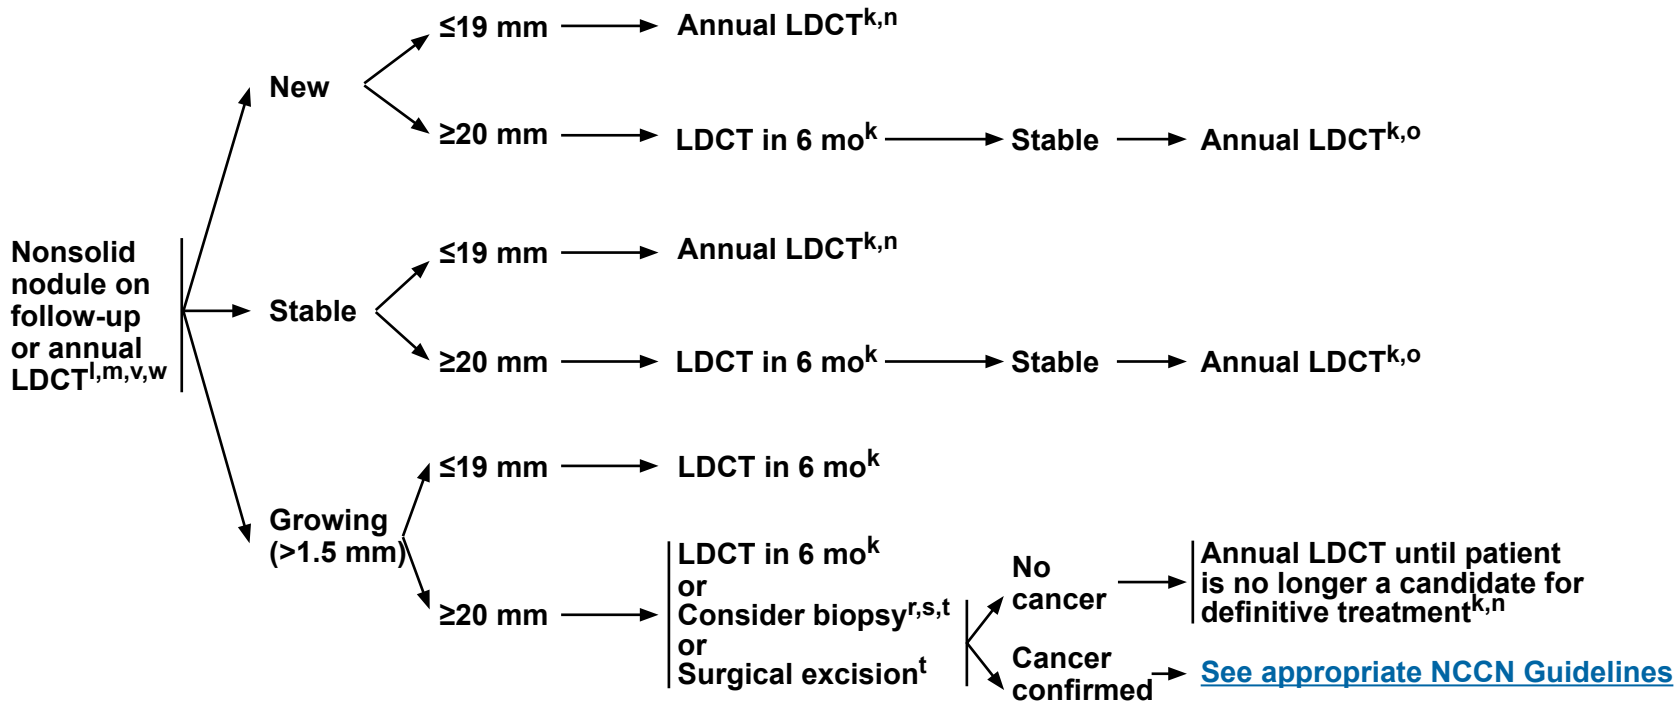 Nonsolid
nodule on
follow-up
or annual
LDCTl,m,v,w
New
≤19 mm
Annual LDCTk,n
≥20 mm
LDCT in 6 mok
Stable
Annual LDCTk,o
Stable
≤19 mm
Annual LDCTk,n
≥20 mm
LDCT in 6 mok
Stable
Annual LDCTk,o
Growing
(>1.5 mm)
≤19 mm
LDCT in 6 mok
≥20 mm
LDCT in 6 mok
or
Consider biopsyr,s,t
or
Surgical excisiont
No
cancer
Annual LDCT until patient
is no longer a candidate for
definitive treatmentk,n
Cancer
confirmed
See appropriate NCCN Guidelines